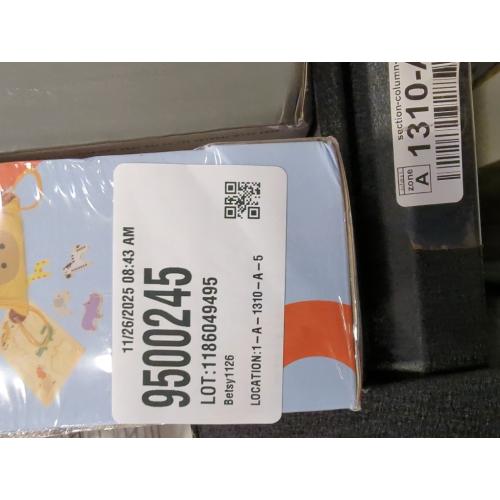 11/26/2025 08:43 AM
9500245
LOT:1186049495
Betsy1126
LOCATION:1-A-1310-A-5
section-column-
1310-A
zone
A